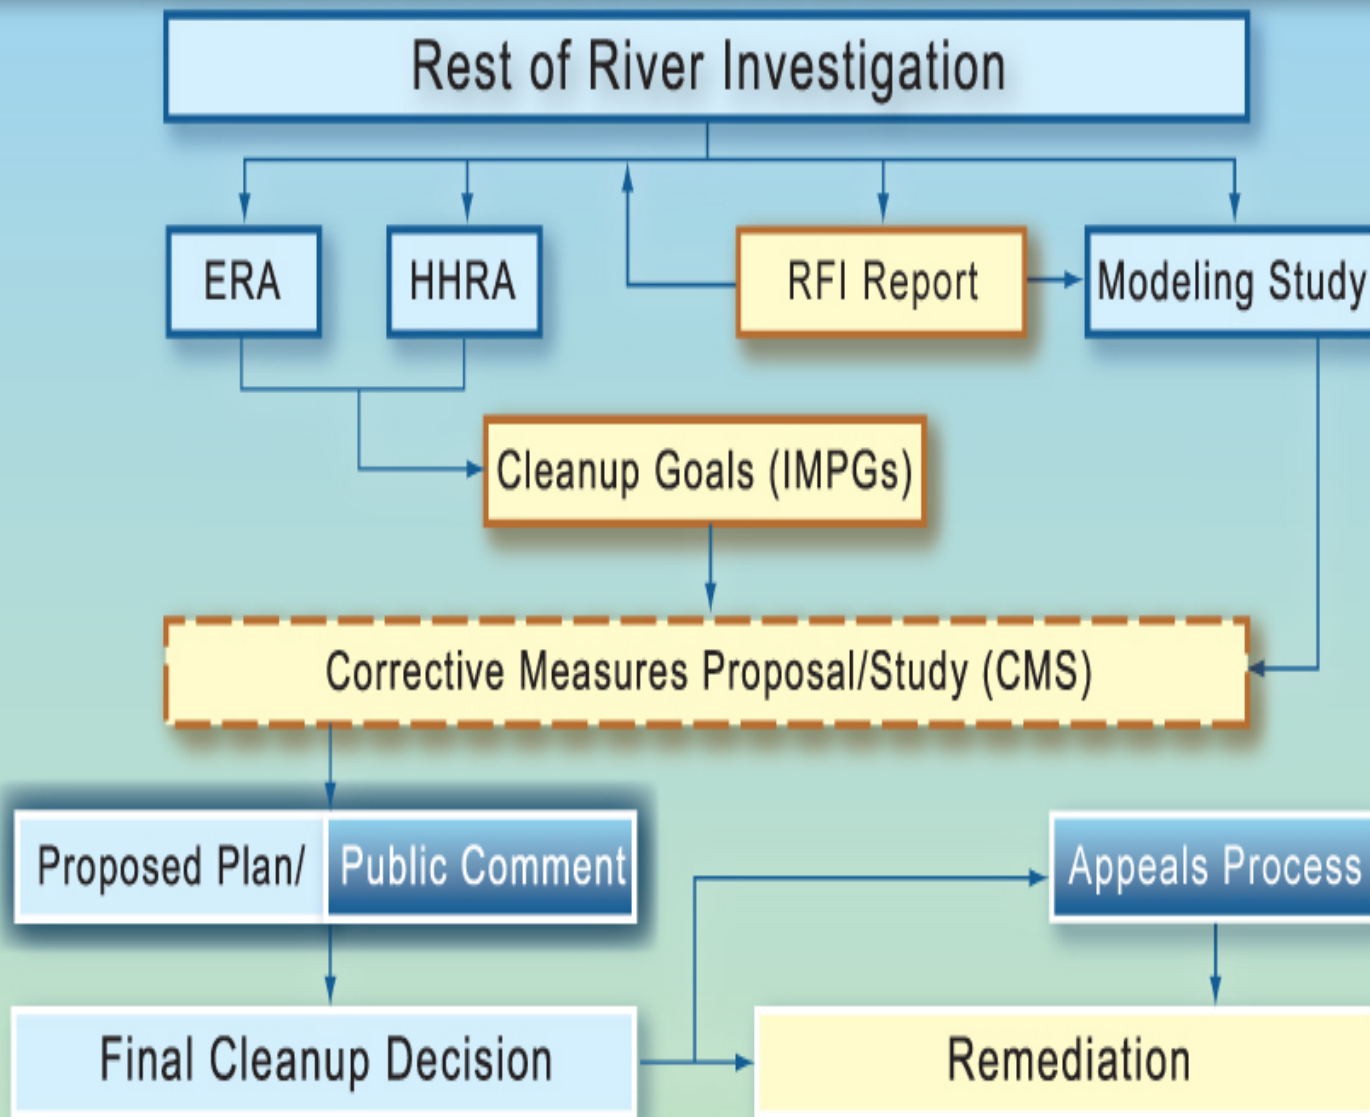 Rest of River Investigation
ERA
HHRA
RFI Report
Modeling Study
Cleanup Goals (IMPGs)
Corrective Measures Proposal/Study (CMS)
Proposed Plan/
Public Comment
Appeals Process
Final Cleanup Decision
Remediation